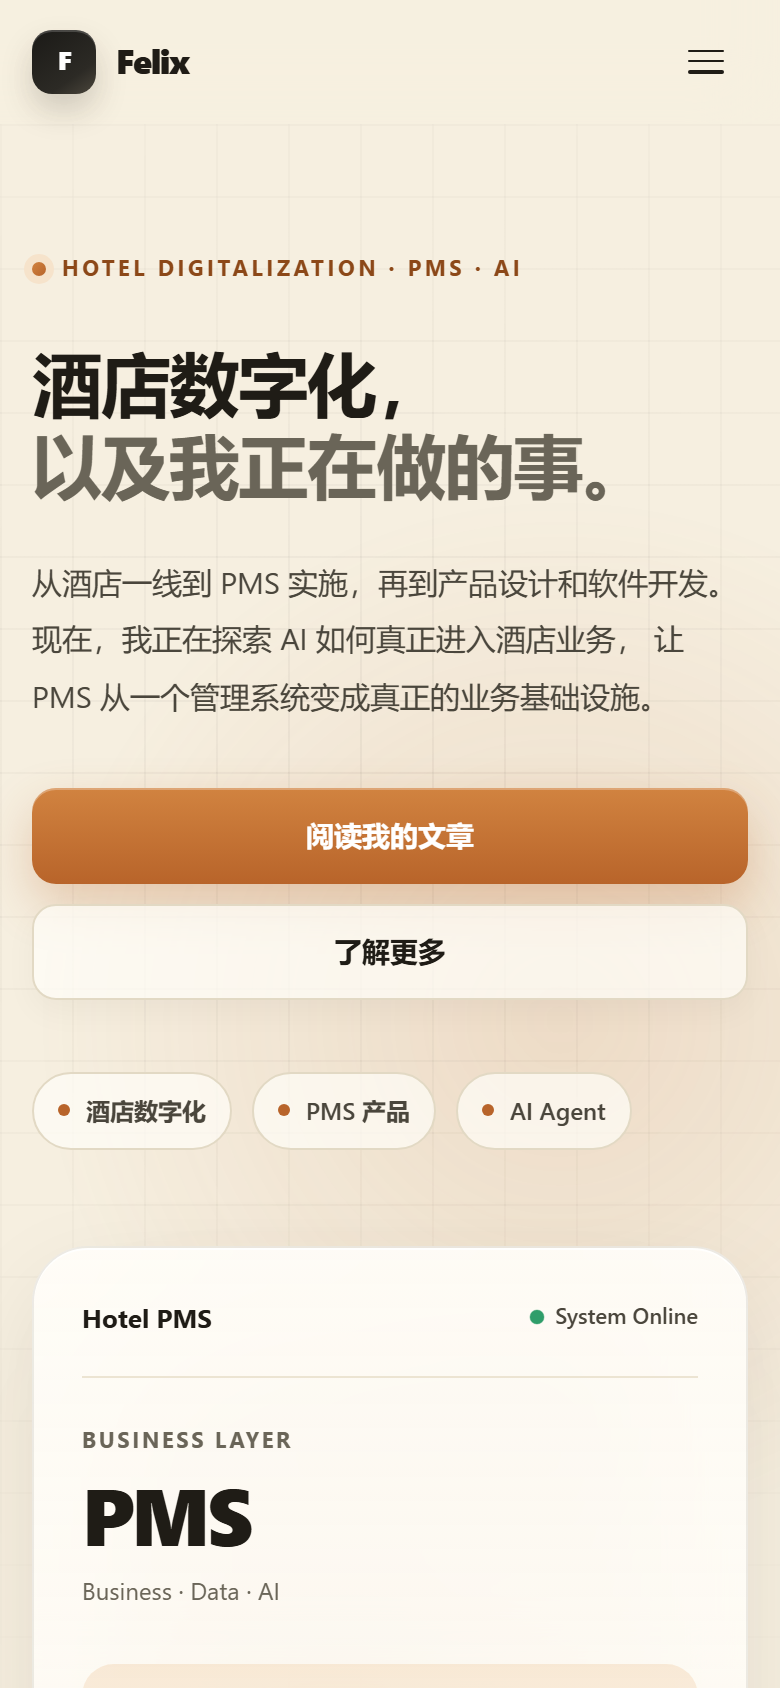 F
Felix
HOTEL DIGITALIZATION · PMS · AI
酒店数字化，
以及我正在做的事。
从酒店一线到 PMS 实施，再到产品设计和软件开发。
现在，我正在探索 AI 如何真正进入酒店业务， 让
PMS 从一个管理系统变成真正的业务基础设施。
阅读我的文章
了解更多
酒店数字化
PMS 产品
AI Agent
Hotel PMS
System Online
BUSINESS LAYER
PMS
Business · Data · AI